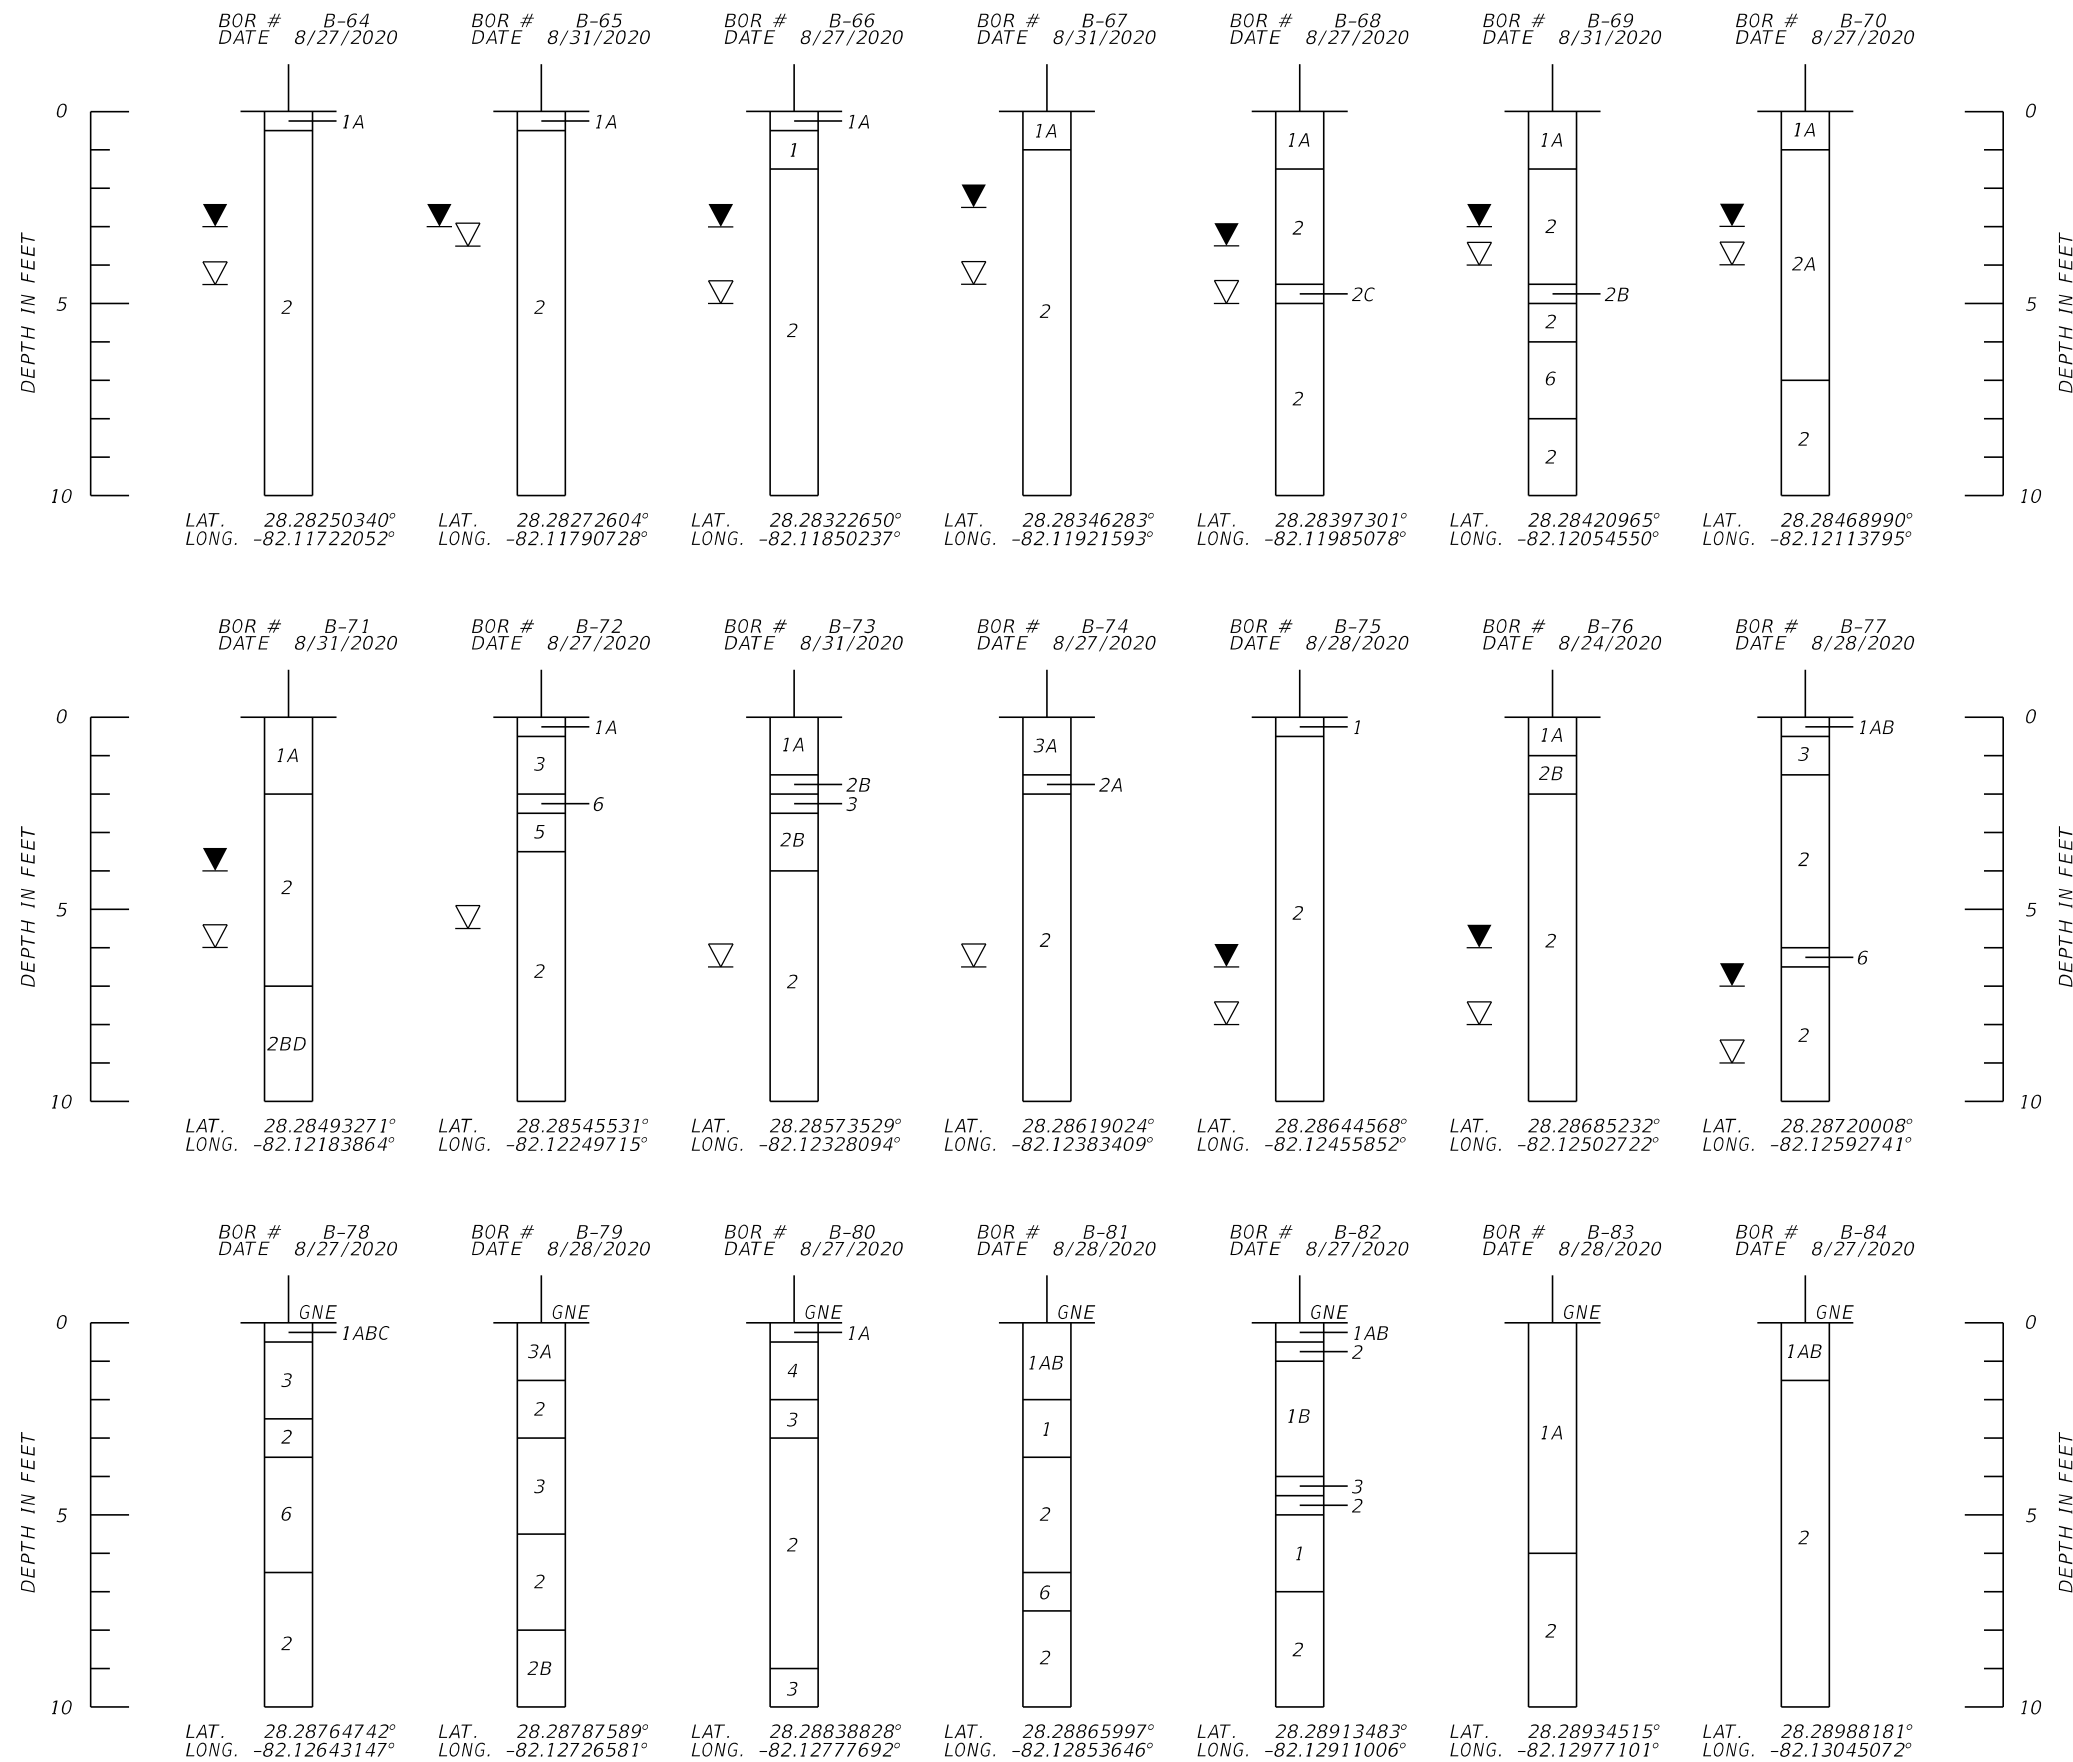 BOR # B-64 BOR # B-65 BOR # B-66 BOR # B-67 BOR # B-68 BOR # B-69 BOR # B-70
DATE 8/27/2020 DATE 8/31/2020 DATE 8/27/2020 DATE 8/31/2020 DATE 8/27/2020 DATE 8/31/2020 DATE 8/27/2020
0 1A 1A 1A 0
1A 1A 1A 1A
1
2 2
2A
DEPTH IN FEET DEPTH IN FEET
2C 2B
5 2 2 2 5
2 2
6
2
2 2
10 10
LAT. 28.28250340° LAT. 28.28272604° LAT. 28.28322650° LAT. 28.28346283° LAT. 28.28397301° LAT. 28.28420965° LAT. 28.28468990°
LONG. -82.11722052° LONG. -82.11790728° LONG. -82.11850237° LONG. -82.11921593° LONG. -82.11985078° LONG. -82.12054550° LONG. -82.12113795°
BOR # B-71 BOR # B-72 BOR # B-73 BOR # B-74 BOR # B-75 BOR # B-76 BOR # B-77
DATE 8/31/2020 DATE 8/27/2020 DATE 8/31/2020 DATE 8/27/2020 DATE 8/28/2020 DATE 8/24/2020 DATE 8/28/2020
0 1A 1 1AB 0
1A 3A 1A
1A 3 3
2B 2A 2B
6 3
5 2B
2 2
DEPTH IN FEET DEPTH IN FEET
5 2 5
2 2
6
2 2
2BD 2
10 10
LAT. 28.28493271° LAT. 28.28545531° LAT. 28.28573529° LAT. 28.28619024° LAT. 28.28644568° LAT. 28.28685232° LAT. 28.28720008°
LONG. -82.12183864° LONG. -82.12249715° LONG. -82.12328094° LONG. -82.12383409° LONG. -82.12455852° LONG. -82.12502722° LONG. -82.12592741°
BOR # B-78 BOR # B-79 BOR # B-80 BOR # B-81 BOR # B-82 BOR # B-83 BOR # B-84
DATE 8/27/2020 DATE 8/28/2020 DATE 8/27/2020 DATE 8/28/2020 DATE 8/27/2020 DATE 8/28/2020 DATE 8/27/2020
GNE GNE GNE GNE GNE GNE GNE
0 1ABC 1A 1AB 0
3A 2 1AB
3 4 1AB
2 3 1B
2 1 1A
3 3
DEPTH IN FEET DEPTH IN FEET
2
5 6 2 5
2 1 2
2 6
2 2 2 2
2B
3
10 10
LAT. 28.28764742° LAT. 28.28787589° LAT. 28.28838828° LAT. 28.28865997° LAT. 28.28913483° LAT. 28.28934515° LAT. 28.28988181°
LONG. -82.12643147° LONG. -82.12726581° LONG. -82.12777692° LONG. -82.12853646° LONG. -82.12911006° LONG. -82.12977101° LONG. -82.13045072°